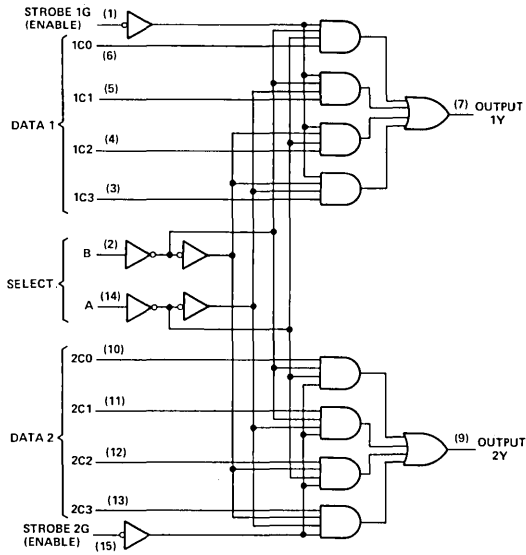 STROBE 1G (1)
(ENABLE)
1C0
(6)
1C1 (5)
DATA 1
1C2 (4)
1C3 (3)
(7) OUTPUT
1Y
B (2)
SELECT
A (14)
2C0 (10)
2C1 (11)
DATA 2
2C2 (12)
2C3 (13)
(9) OUTPUT
2Y
STROBE 2G
(ENABLE) (15)